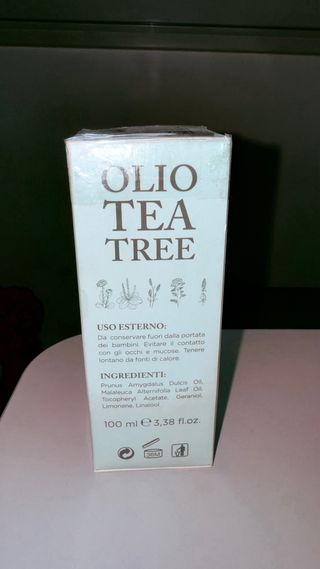 OLIO
TEA
TREE
USO ESTERNO:
Da conservare fuori dalla portata
dei bambini. Evitare il contatto
con gli occhi e mucose. Tenere
lontano da fonti di calore.
INGREDIENTI:
Prunus Amygdalus Dulcis Oil,
Malaleuca Alternifolia Leaf Oil,
Tocopheryl Acetate, Geraniol,
Limonene, Linalool
100 ml ℮ 3,38 fl.oz.
36M